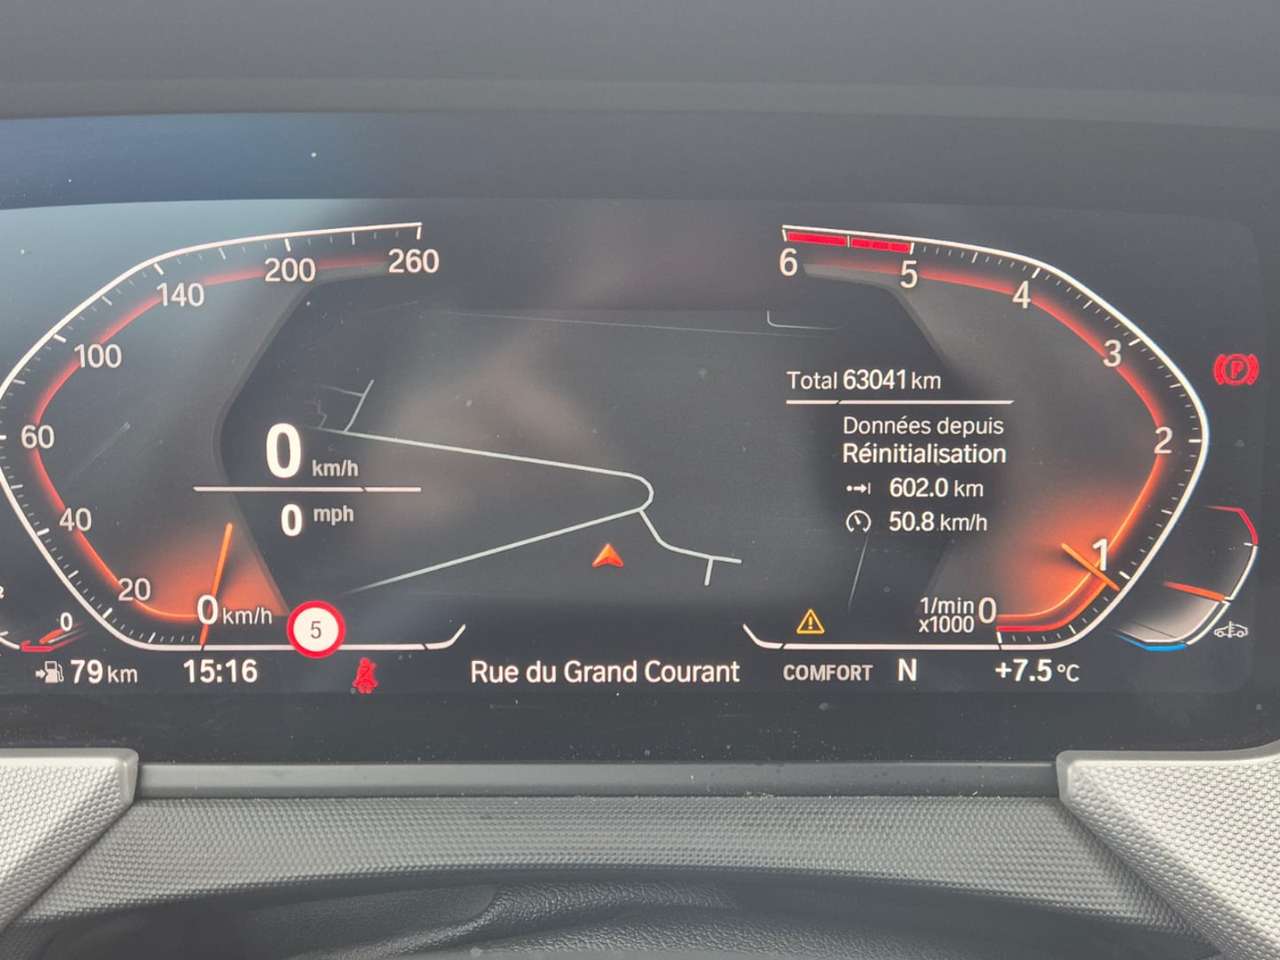 260
200
140
100
60
40
20
0 km/h
0 km/h
0 mph
5
6
5
4
3
2
1
0
1/min
x1000
Total 63041 km
Données depuis
Réinitialisation
602.0 km
50.8 km/h
P
0
79 km
15:16
Rue du Grand Courant
COMFORT N
+7.5 °C